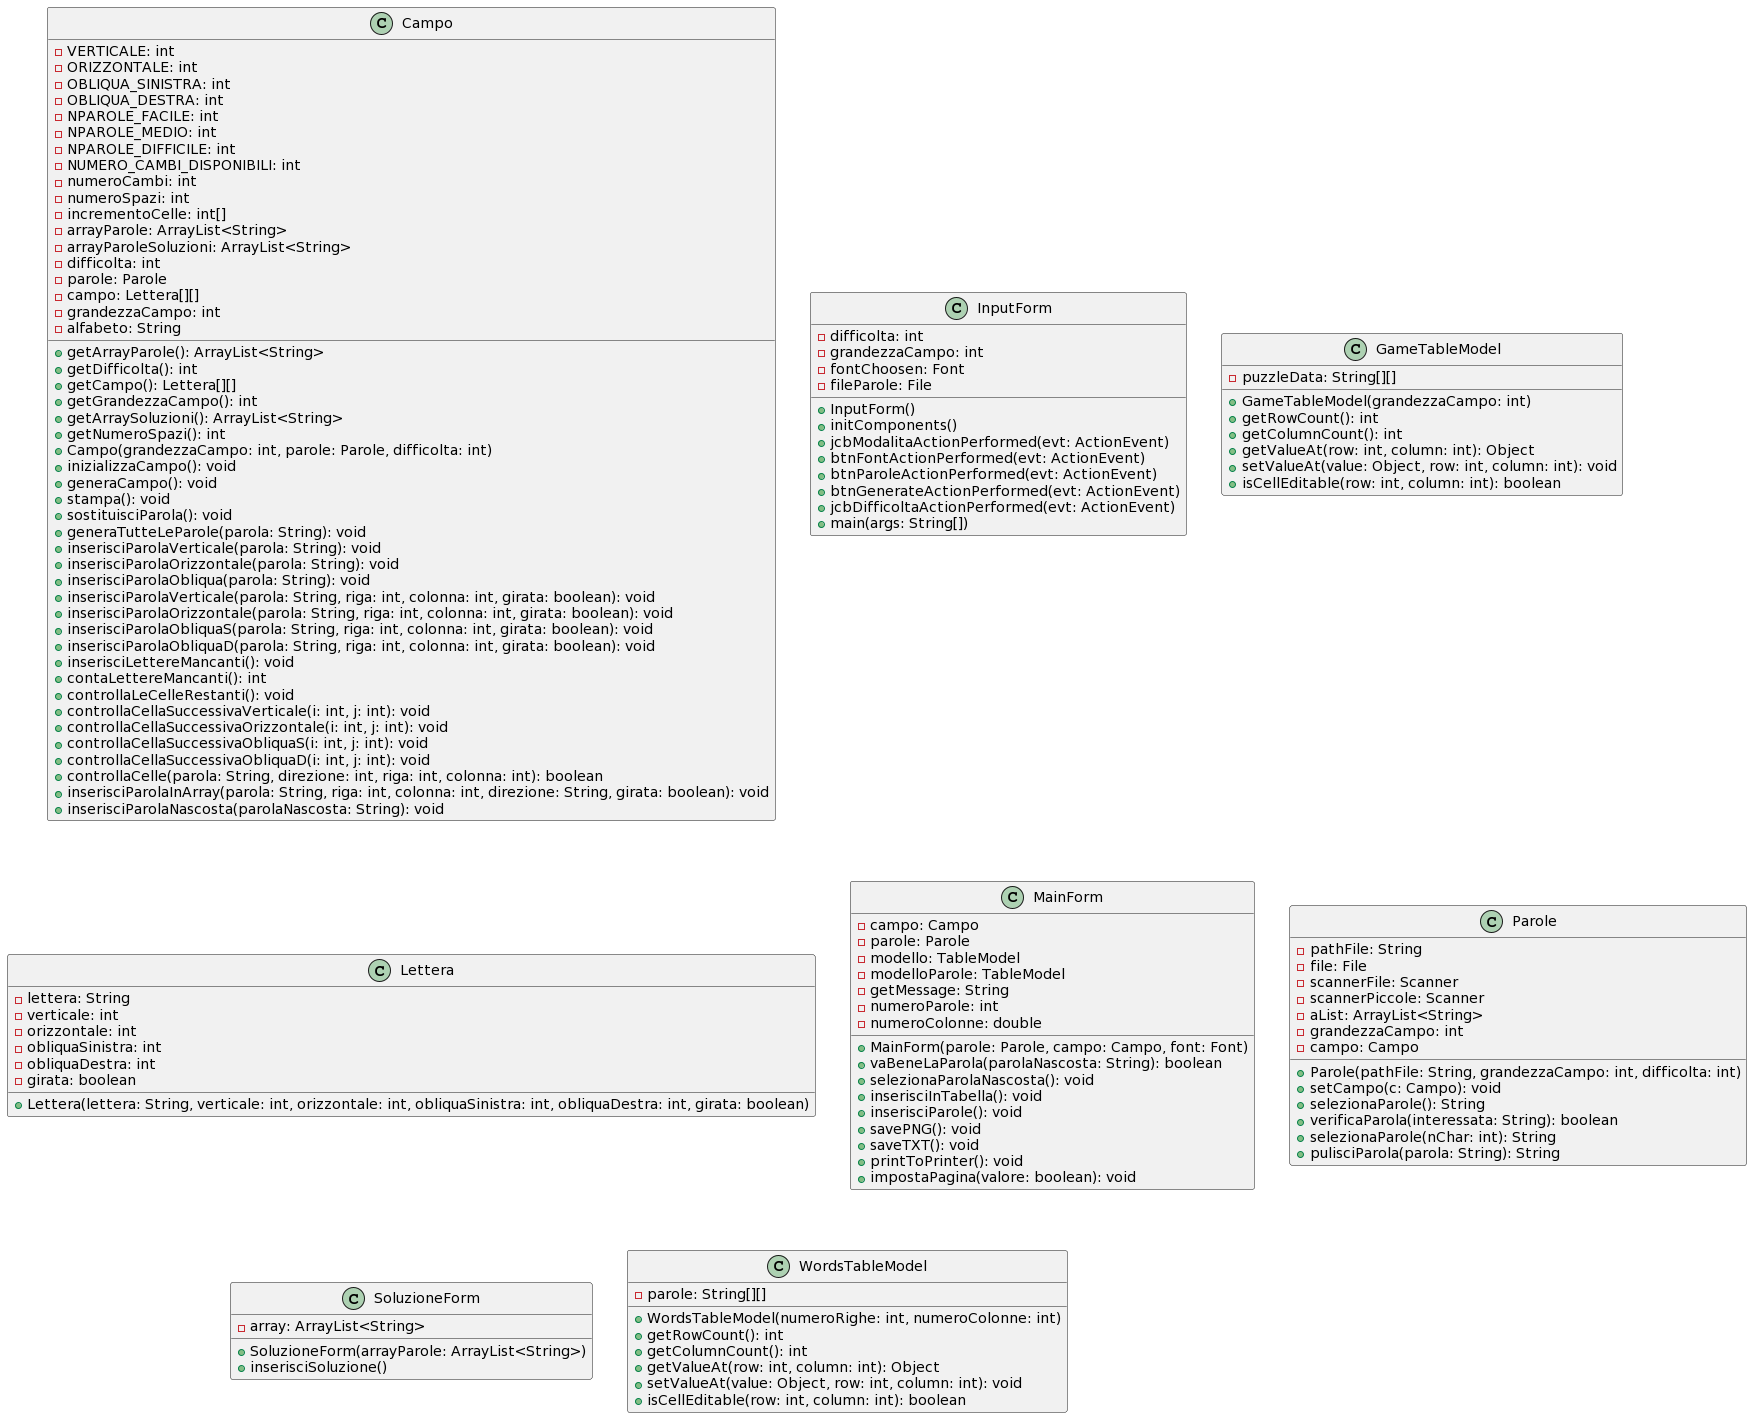 Campo
VERTICALE: int
ORIZZONTALE: int
OBLIQUA_SINISTRA: int
OBLIQUA_DESTRA: int
NPAROLE_FACILE: int
NPAROLE_MEDIO: int
NPAROLE_DIFFICILE: int
NUMERO_CAMBI_DISPONIBILI: int
numeroCambi: int
numeroSpazi: int
incrementoCelle: int[]
arrayParole: ArrayList<String>
arrayParoleSoluzioni: ArrayList<String>
difficolta: int
parole: Parole
campo: Lettera[][]
grandezzaCampo: int
alfabeto: String
getArrayParole(): ArrayList<String>
getDifficolta(): int
getCampo(): Lettera[][]
getGrandezzaCampo(): int
getArraySoluzioni(): ArrayList<String>
getNumeroSpazi(): int
Campo(grandezzaCampo: int, parole: Parole, difficolta: int)
inizializzaCampo(): void
generaCampo(): void
stampa(): void
sostituisciParola(): void
generaTutteLeParole(parola: String): void
inserisciParolaVerticale(parola: String): void
inserisciParolaOrizzontale(parola: String): void
inserisciParolaObliqua(parola: String): void
inserisciParolaVerticale(parola: String, riga: int, colonna: int, girata: boolean): void
inserisciParolaOrizzontale(parola: String, riga: int, colonna: int, girata: boolean): void
inserisciParolaObliquaS(parola: String, riga: int, colonna: int, girata: boolean): void
inserisciParolaObliquaD(parola: String, riga: int, colonna: int, girata: boolean): void
inserisciLettereMancanti(): void
contaLettereMancanti(): int
controllaLeCelleRestanti(): void
controllaCellaSuccessivaVerticale(i: int, j: int): void
controllaCellaSuccessivaOrizzontale(i: int, j: int): void
controllaCellaSuccessivaObliquaS(i: int, j: int): void
controllaCellaSuccessivaObliquaD(i: int, j: int): void
controllaCelle(parola: String, direzione: int, riga: int, colonna: int): boolean
inserisciParolaInArray(parola: String, riga: int, colonna: int, direzione: String, girata: boolean): void
inserisciParolaNascosta(parolaNascosta: String): void
InputForm
difficolta: int
grandezzaCampo: int
fontChoosen: Font
fileParole: File
InputForm()
initComponents()
jcbModalitaActionPerformed(evt: ActionEvent)
btnFontActionPerformed(evt: ActionEvent)
btnParoleActionPerformed(evt: ActionEvent)
btnGenerateActionPerformed(evt: ActionEvent)
jcbDifficoltaActionPerformed(evt: ActionEvent)
main(args: String[])
GameTableModel
puzzleData: String[][]
GameTableModel(grandezzaCampo: int)
getRowCount(): int
getColumnCount(): int
getValueAt(row: int, column: int): Object
setValueAt(value: Object, row: int, column: int): void
isCellEditable(row: int, column: int): boolean
Lettera
lettera: String
verticale: int
orizzontale: int
obliquaSinistra: int
obliquaDestra: int
girata: boolean
Lettera(lettera: String, verticale: int, orizzontale: int, obliquaSinistra: int, obliquaDestra: int, girata: boolean)
MainForm
campo: Campo
parole: Parole
modello: TableModel
modelloParole: TableModel
getMessage: String
numeroParole: int
numeroColonne: double
MainForm(parole: Parole, campo: Campo, font: Font)
vaBeneLaParola(parolaNascosta: String): boolean
selezionaParolaNascosta(): void
inserisciInTabella(): void
inserisciParole(): void
savePNG(): void
saveTXT(): void
printToPrinter(): void
impostaPagina(valore: boolean): void
Parole
pathFile: String
file: File
scannerFile: Scanner
scannerPiccole: Scanner
aList: ArrayList<String>
grandezzaCampo: int
campo: Campo
Parole(pathFile: String, grandezzaCampo: int, difficolta: int)
setCampo(c: Campo): void
selezionaParole(): String
verificaParola(interessata: String): boolean
selezionaParole(nChar: int): String
pulisciParola(parola: String): String
SoluzioneForm
array: ArrayList<String>
SoluzioneForm(arrayParole: ArrayList<String>)
inserisciSoluzione()
WordsTableModel
parole: String[][]
WordsTableModel(numeroRighe: int, numeroColonne: int)
getRowCount(): int
getColumnCount(): int
getValueAt(row: int, column: int): Object
setValueAt(value: Object, row: int, column: int): void
isCellEditable(row: int, column: int): boolean